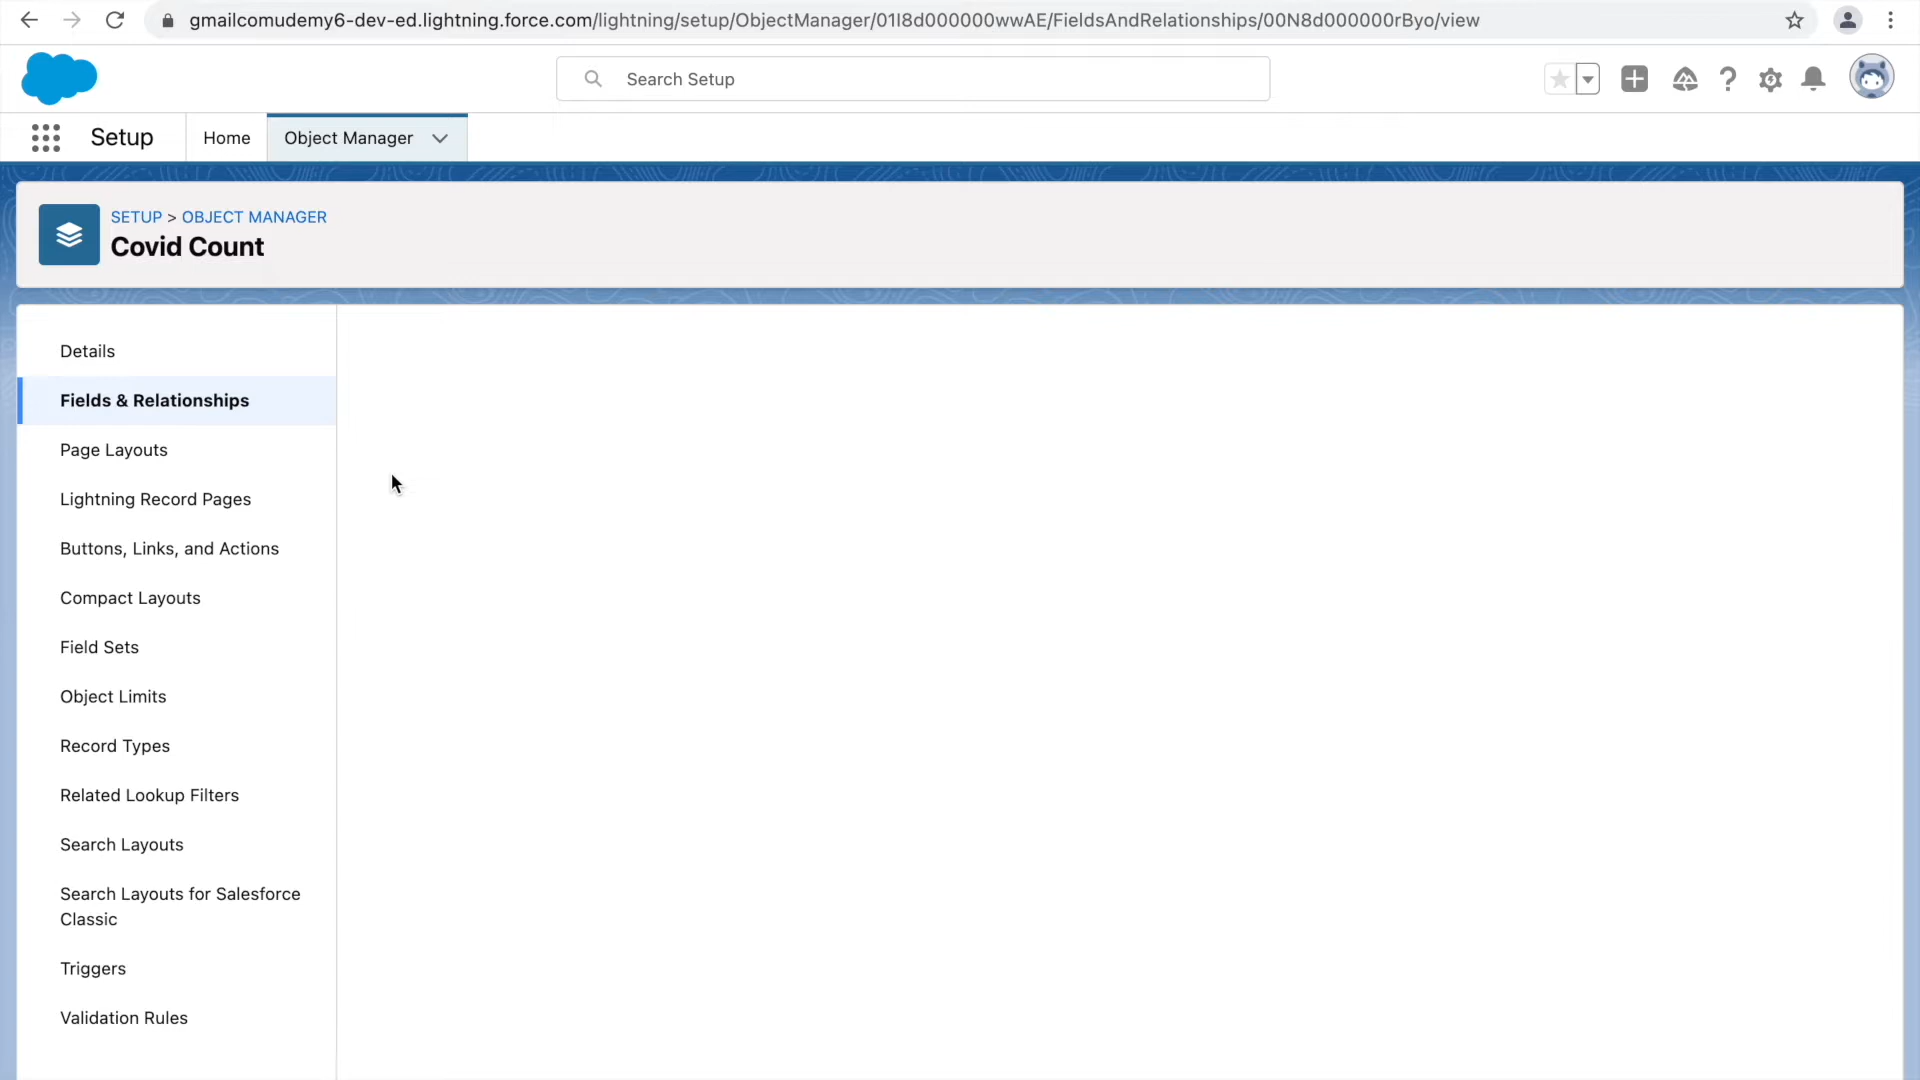 gmailcomudemy6-dev-ed.lightning.force.com/lightning/setup/ObjectManager/01I8d000000wwAE/FieldsAndRelationships/00N8d000000rByo/view
Search Setup
Setup
Home
Object Manager
SETUP > OBJECT MANAGER
Covid Count
Details
Fields & Relationships
Page Layouts
Lightning Record Pages
Buttons, Links, and Actions
Compact Layouts
Field Sets
Object Limits
Record Types
Related Lookup Filters
Search Layouts
Search Layouts for Salesforce
Classic
Triggers
Validation Rules